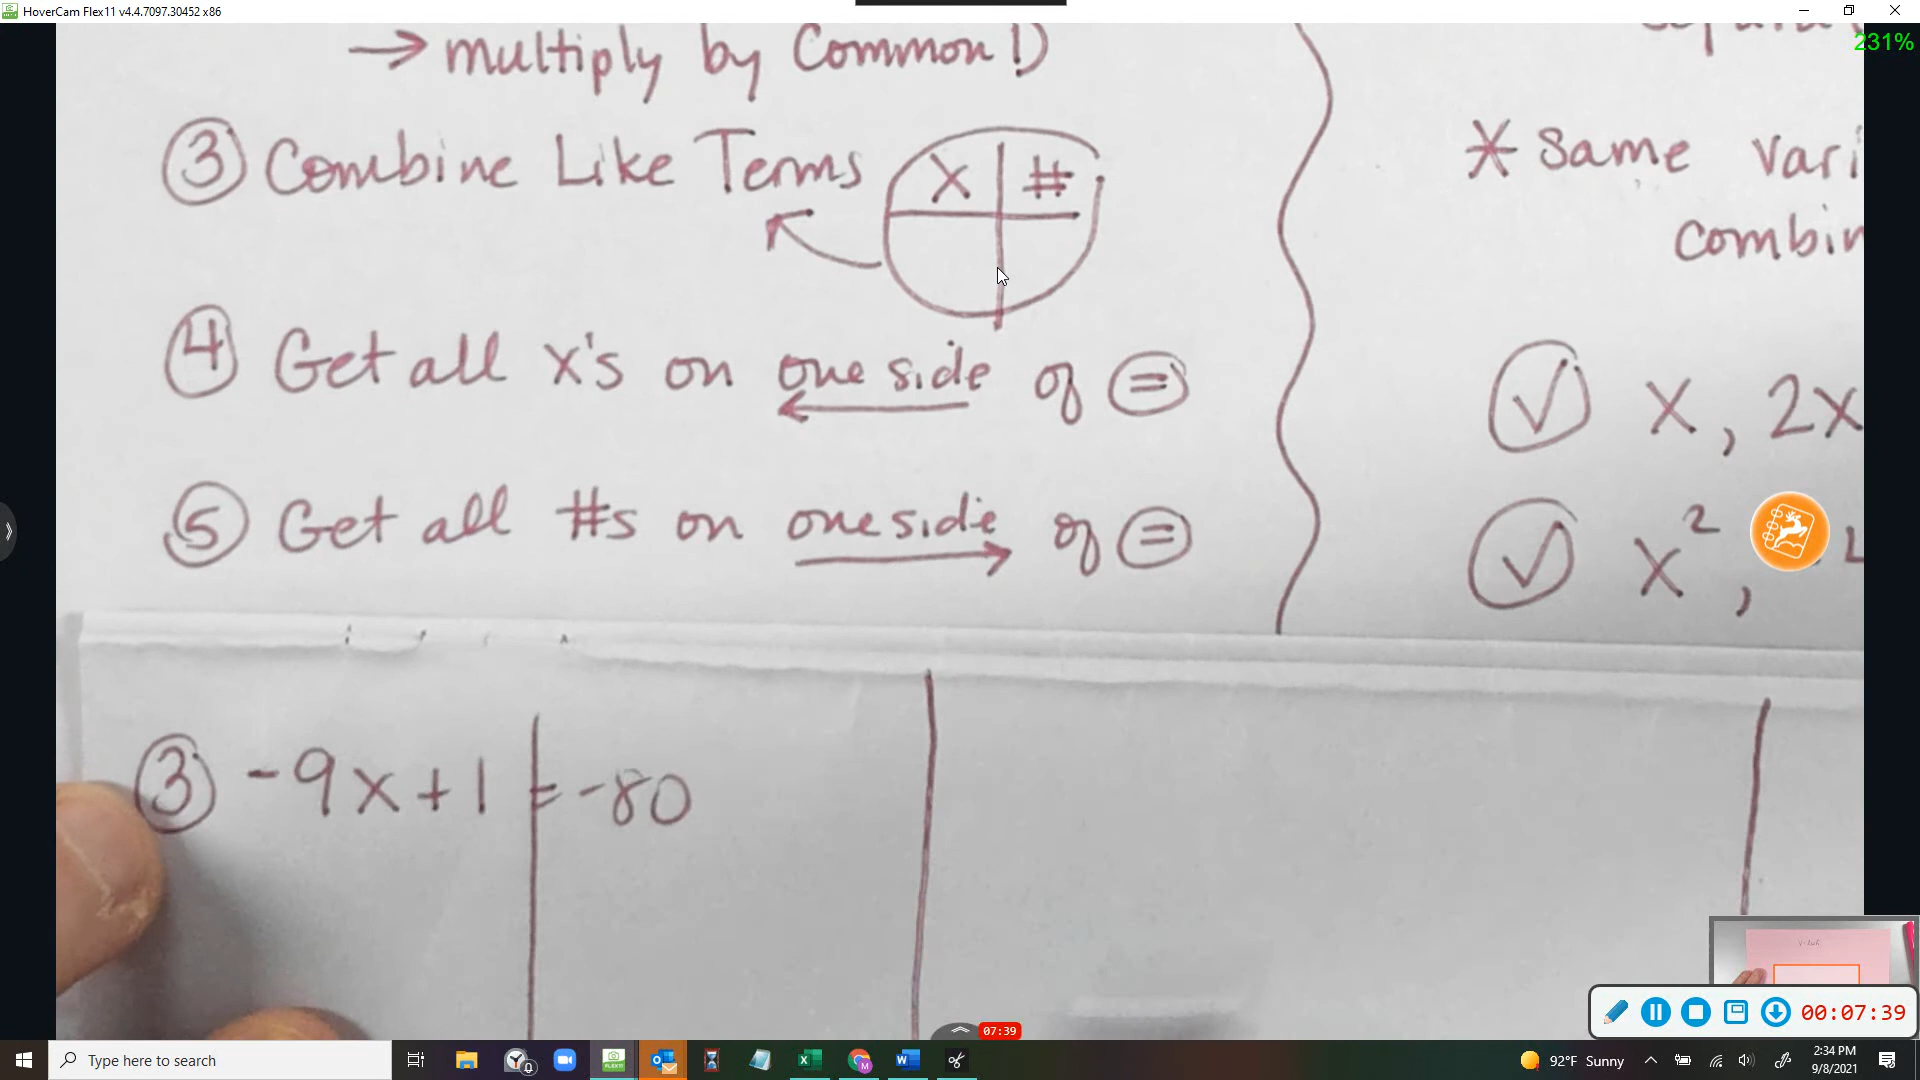 HoverCam Flex11 v4.4.7097.30452 x86
231%
→ multiply by Common D
③ Combine Like Terms
X #
④ Get all x's on one side of =
⑤ Get all #s on one side of =
* Same
x, 2x
x²,
③ -9x+1 = -80
07:39
00:07:39
Type here to search
92°F Sunny
2:34 PM
9/8/2021